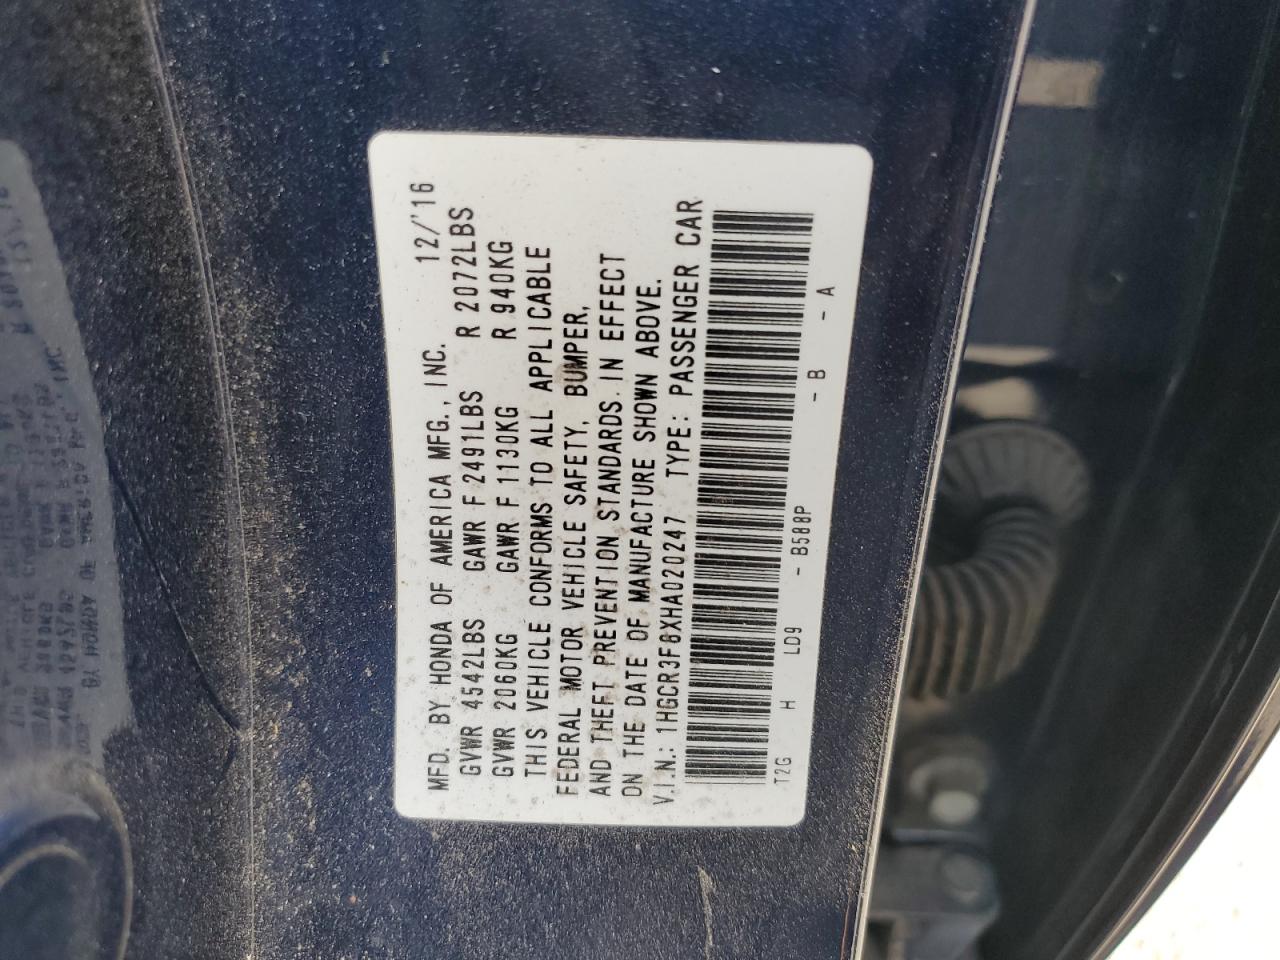 MFD. BY HONDA OF AMERICA MFG., INC. 12/'16
GVWR 4542LBS GAWR F 2491LBS R 2072LBS
GVWR 2060KG GAWR F 1130KG R 940KG
THIS VEHICLE CONFORMS TO ALL APPLICABLE
FEDERAL MOTOR VEHICLE SAFETY, BUMPER,
AND THEFT PREVENTION STANDARDS IN EFFECT
ON THE DATE OF MANUFACTURE SHOWN ABOVE.
V.I.N.: 1HGCR3F8XHA020247 TYPE: PASSENGER CAR
T2G H LD9 - B588P - B - A